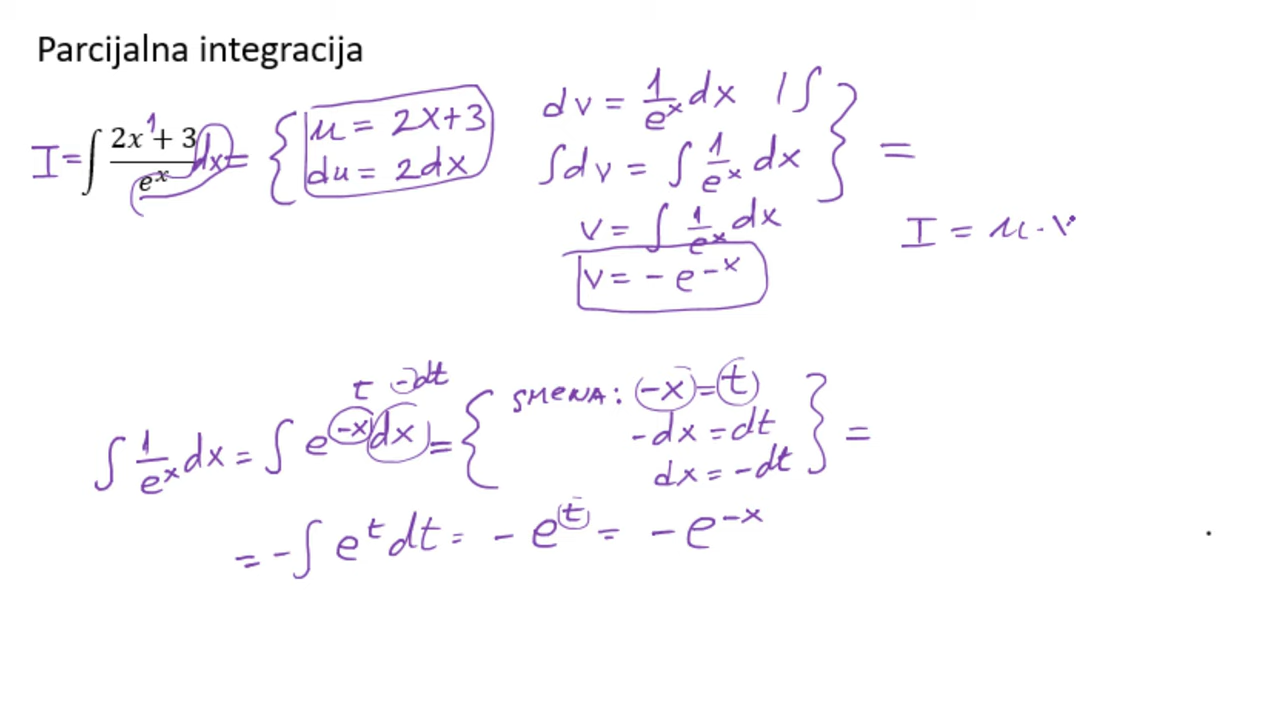 Parcijalna integracija
I = ∫ (2x¹ + 3)/eˣ dx = { u = 2x+3   dv = 1/eˣ dx /∫ } =
du = 2dx   ∫dv = ∫ 1/eˣ dx
v = ∫ 1/eˣ dx   I = u · v
v = - e^(-x)
t   -dt
∫ 1/eˣ dx = ∫ e^(-x) dx = { SMENA: -x = t } =
-dx = dt
dx = -dt
= - ∫ eᵗ dt = - eᵗ = - e^(-x)